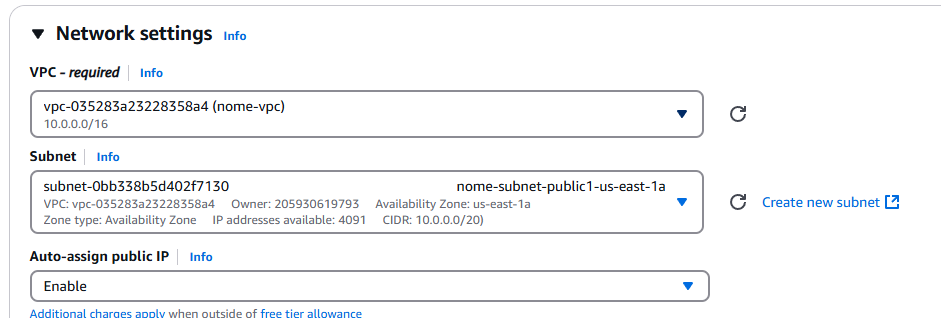 Network settings Info
VPC - required Info
vpc-035283a23228358a4 (nome-vpc)
10.0.0.0/16
Subnet Info
subnet-0bb338b5d402f7130 nome-subnet-public1-us-east-1a
VPC: vpc-035283a23228358a4 Owner: 205930619793 Availability Zone: us-east-1a
Zone type: Availability Zone IP addresses available: 4091 CIDR: 10.0.0.0/20)
Create new subnet
Auto-assign public IP Info
Enable
Additional charges apply when outside of free tier allowance